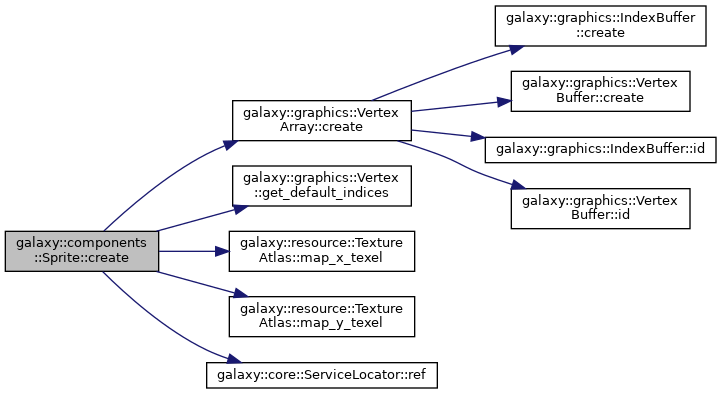 galaxy::components
::Sprite::create
galaxy::graphics::Vertex
Array::create
galaxy::graphics::IndexBuffer
::create
galaxy::graphics::Vertex
Buffer::create
galaxy::graphics::IndexBuffer::id
galaxy::graphics::Vertex
Buffer::id
galaxy::graphics::Vertex
::get_default_indices
galaxy::resource::Texture
Atlas::map_x_texel
galaxy::resource::Texture
Atlas::map_y_texel
galaxy::core::ServiceLocator::ref